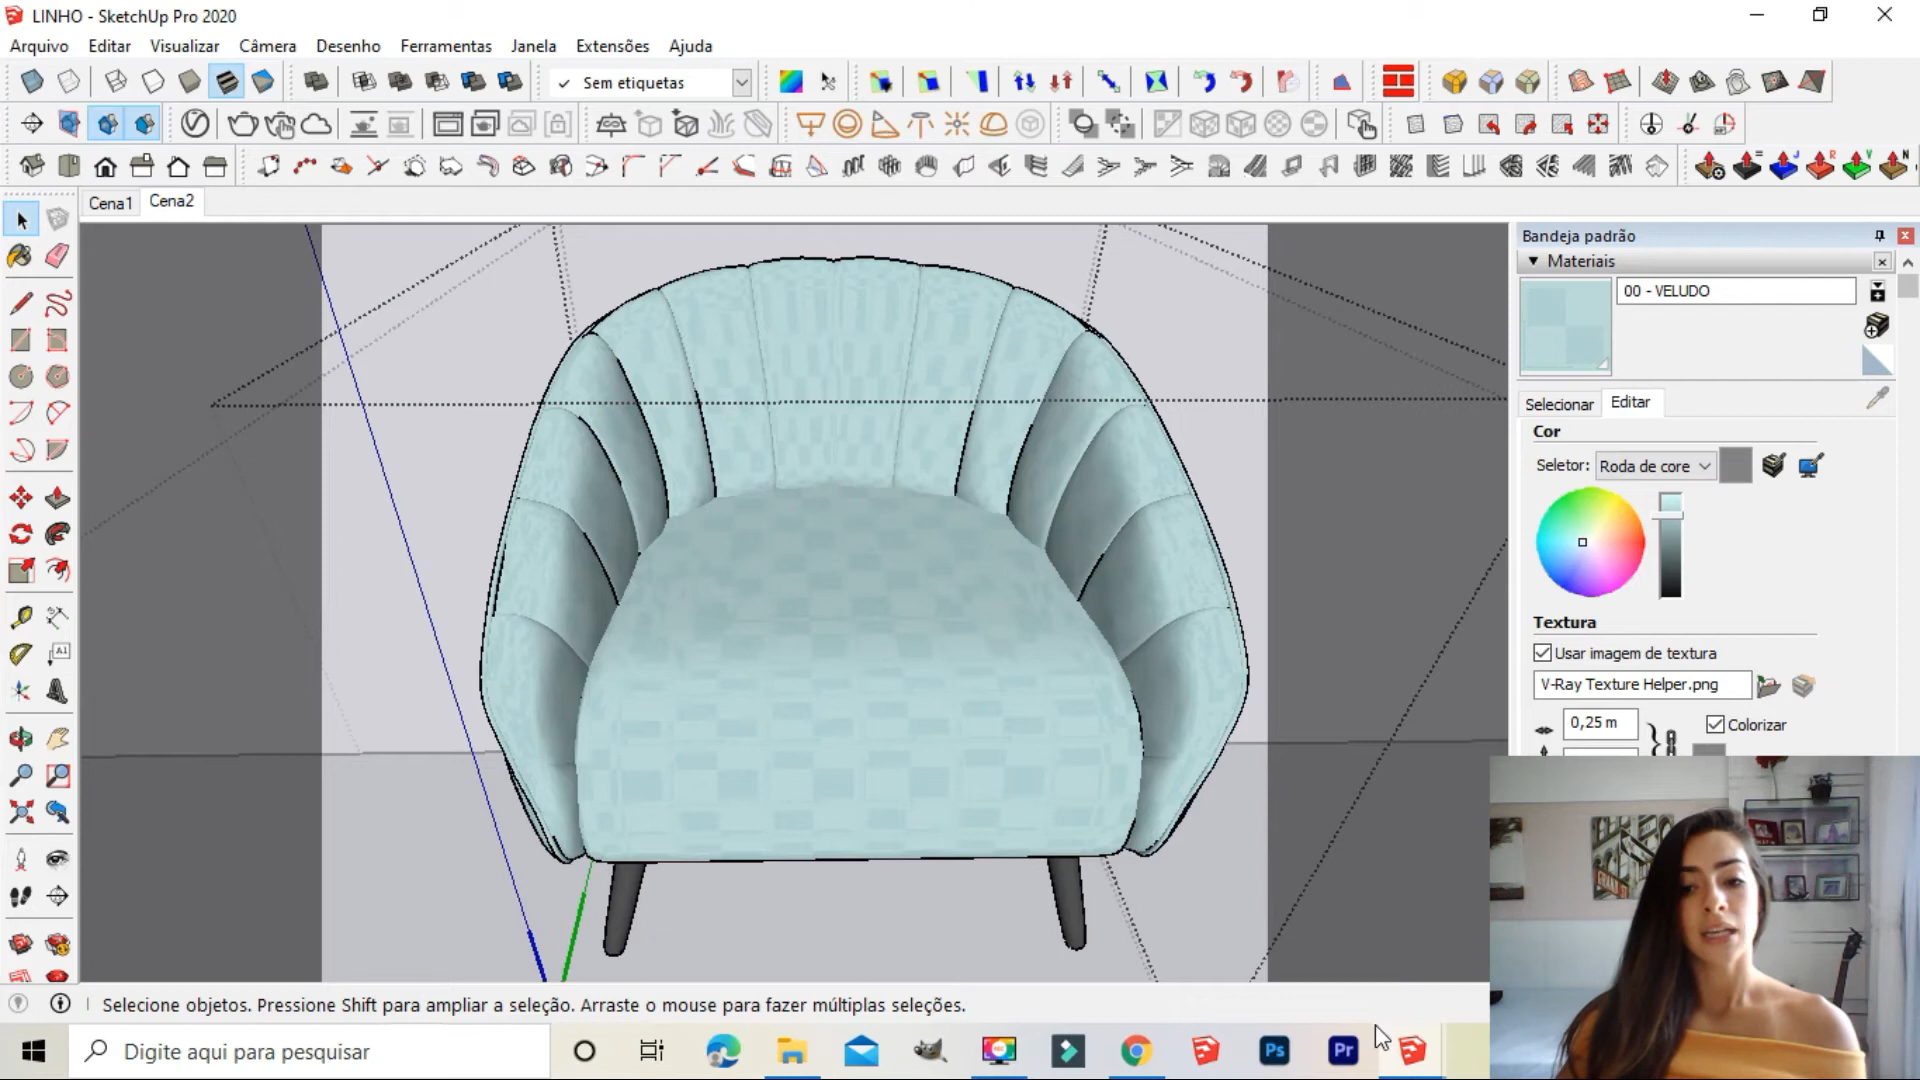 LINHO - SketchUp Pro 2020
Arquivo Editar Visualizar Câmera Desenho Ferramentas Janela Extensões Ajuda
Sem etiquetas
Cena1 Cena2
Bandeja padrão
Materiais
00 - VELUDO
Selecionar Editar
Cor
Seletor: Roda de core
Textura
Usar imagem de textura
V-Ray Texture Helper.png
0,25 m Colorizar
Selecione objetos. Pressione Shift para ampliar a seleção. Arraste o mouse para fazer múltiplas seleções.
Digite aqui para pesquisar
Ps
Pr